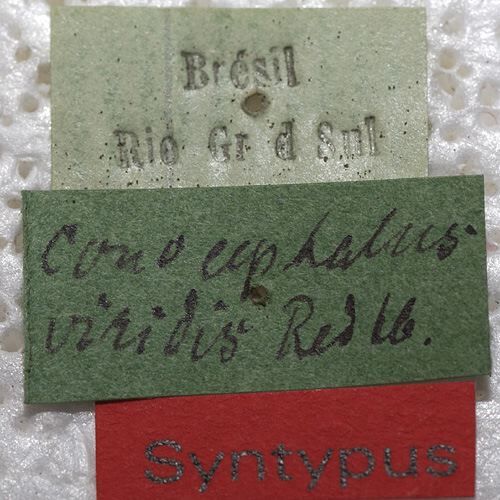 Brésil
Rio Gr d Sul
Conocephalus
viridis Redtb.
Syntypus